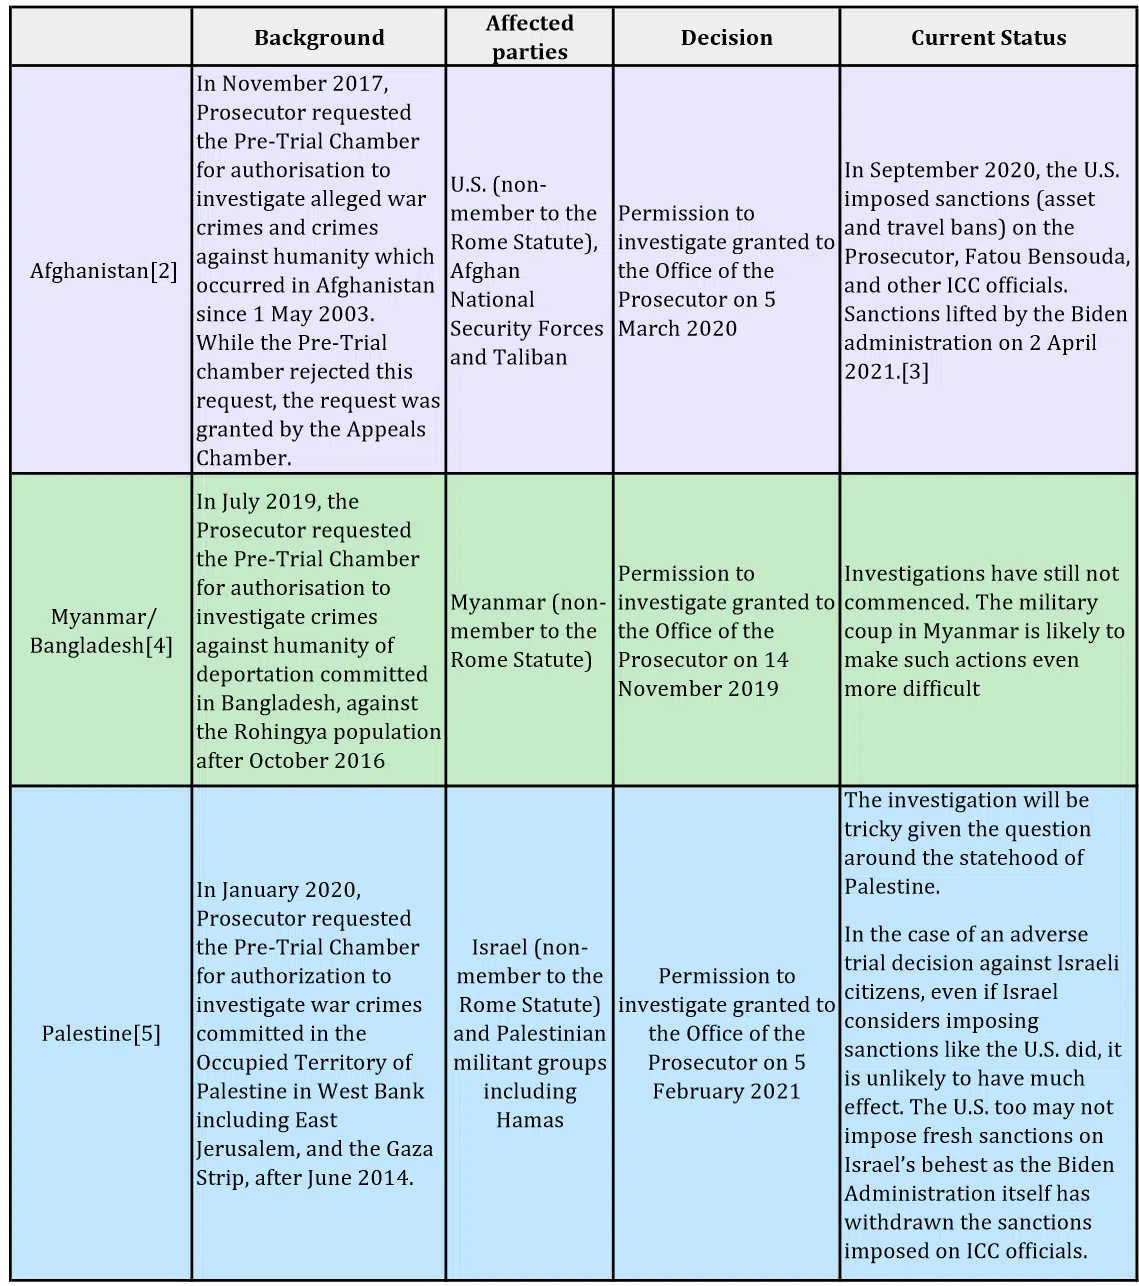 Background
Affected
parties
Decision
Current Status
Afghanistan[2]
In November 2017,
Prosecutor requested
the Pre-Trial Chamber
for authorisation to
investigate alleged war
crimes and crimes
against humanity which
occurred in Afghanistan
since 1 May 2003.
While the Pre-Trial
chamber rejected this
request, the request was
granted by the Appeals
Chamber.
U.S. (non-
member to the
Rome Statute),
Afghan
National
Security Forces
and Taliban
Permission to
investigate granted to
the Office of the
Prosecutor on 5
March 2020
In September 2020, the U.S.
imposed sanctions (asset
and travel bans) on the
Prosecutor, Fatou Bensouda,
and other ICC officials.
Sanctions lifted by the Biden
administration on 2 April
2021.[3]
Myanmar/
Bangladesh[4]
In July 2019, the
Prosecutor requested
the Pre-Trial Chamber
for authorisation to
investigate crimes
against humanity of
deportation committed
in Bangladesh, against
the Rohingya population
after October 2016
Myanmar (non-
member to the
Rome Statute)
Permission to
investigate granted to
the Office of the
Prosecutor on 14
November 2019
Investigations have still not
commenced. The military
coup in Myanmar is likely to
make such actions even
more difficult
Palestine[5]
In January 2020,
Prosecutor requested
the Pre-Trial Chamber
for authorization to
investigate war crimes
committed in the
Occupied Territory of
Palestine in West Bank
including East
Jerusalem, and the Gaza
Strip, after June 2014.
Israel (non-
member to the
Rome Statute)
and Palestinian
militant groups
including
Hamas
Permission to
investigate granted to
the Office of the
Prosecutor on 5
February 2021
The investigation will be
tricky given the question
around the statehood of
Palestine.
In the case of an adverse
trial decision against Israeli
citizens, even if Israel
considers imposing
sanctions like the U.S. did, it
is unlikely to have much
effect. The U.S. too may not
impose fresh sanctions on
Israel's behest as the Biden
Administration itself has
withdrawn the sanctions
imposed on ICC officials.